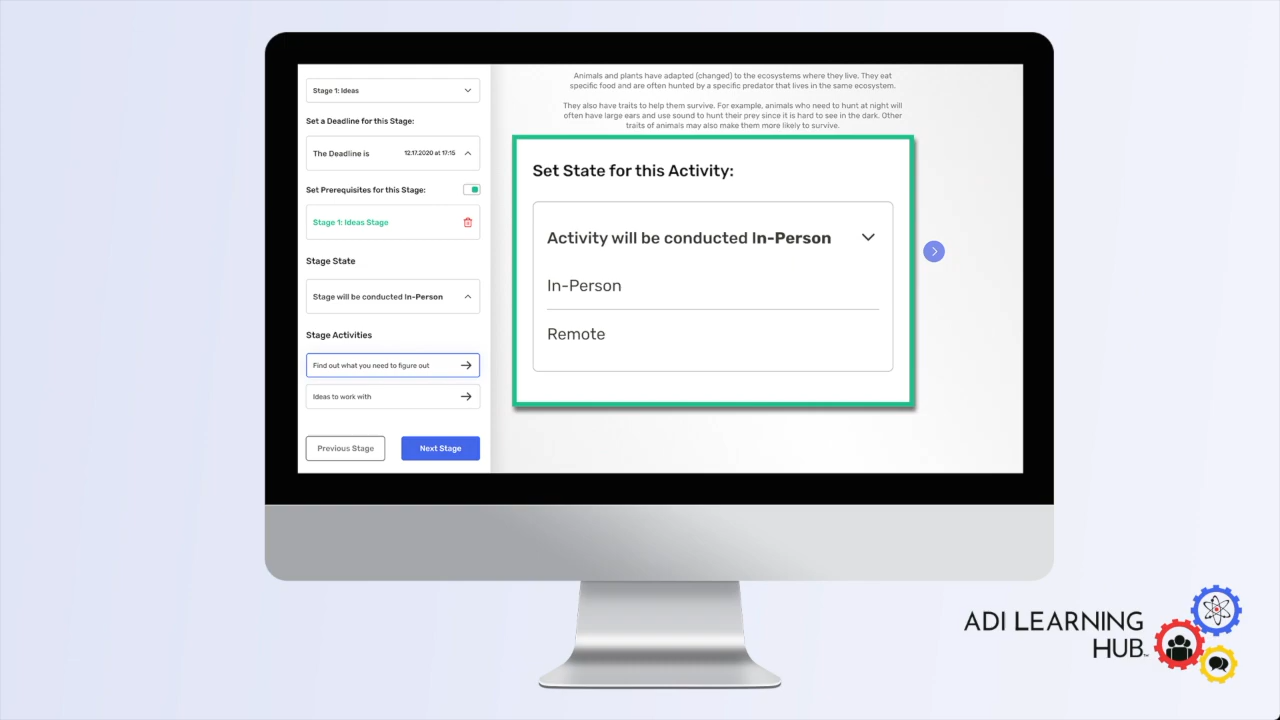 Stage 1: Ideas
Set a Deadline for this Stage:
The Deadline is 12.17.2020 at 17:15
Set Prerequisites for this Stage:
Stage 1: Ideas Stage
Stage State
Stage will be conducted In-Person
Stage Activities
Find out what you need to figure out
Ideas to work with
Previous Stage
Next Stage
Animals and plants have adapted (changed) to the ecosystems where they live. They eat
specific food and are often hunted by a specific predator that lives in the same ecosystem.
They also have traits to help them survive. For example, animals who need to hunt at night will
often have large ears and use sound to hunt their prey since it is hard to see in the dark. Other
traits of animals may also make them more likely to survive.
Set State for this Activity:
Activity will be conducted In-Person
In-Person
Remote
ADI LEARNING
HUB™